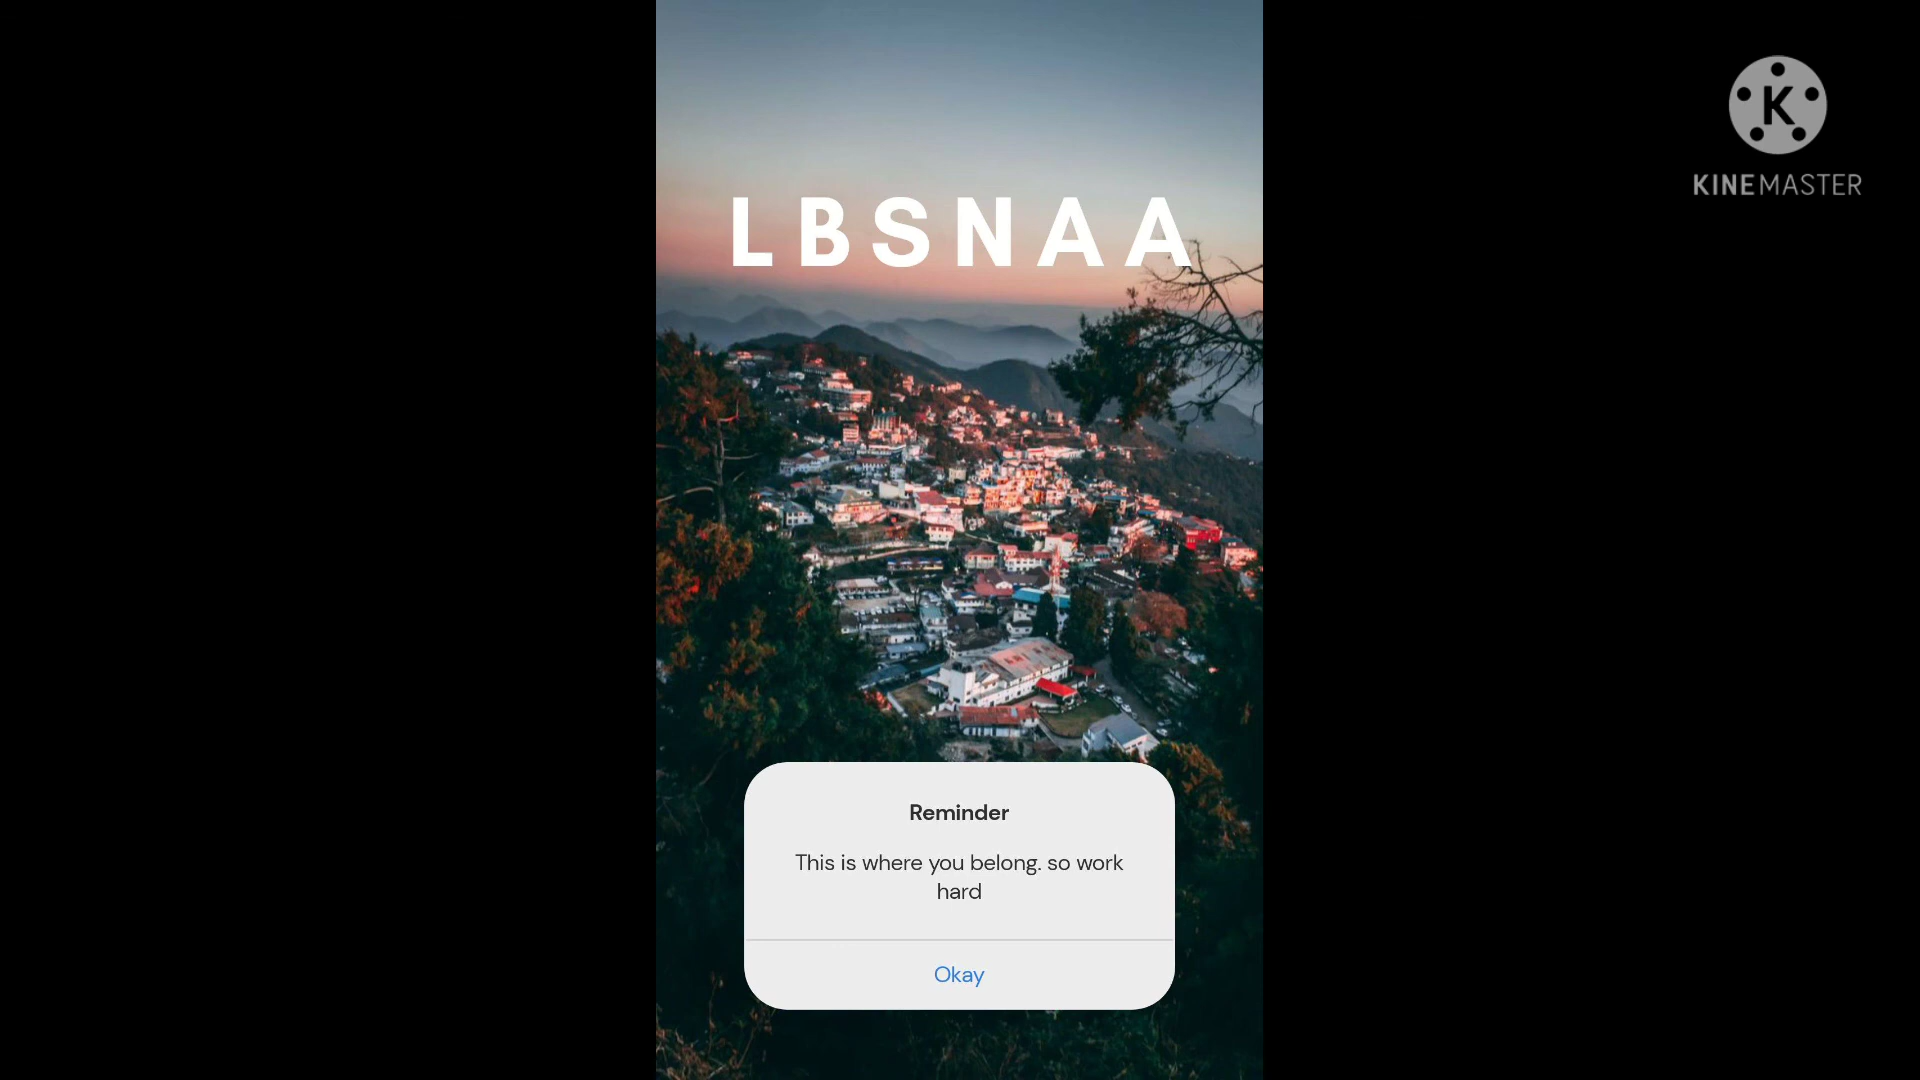 LBSNAA
K
KINEMASTER
Reminder
This is where you belong. so work
hard
Okay